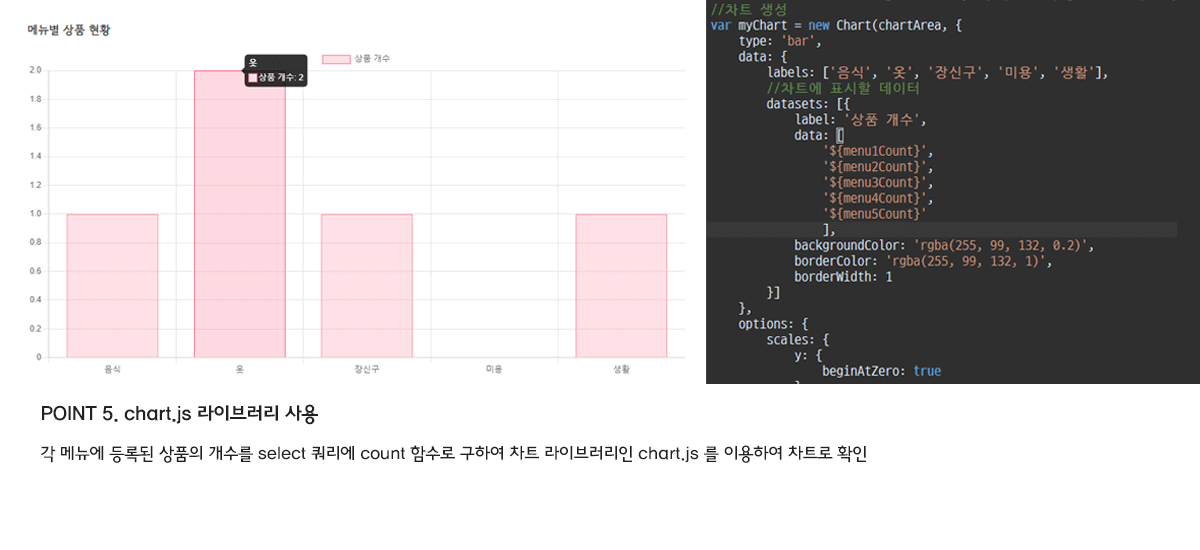 메뉴별 상품 현황
상품 개수
옷
상품 개수: 2
2.0
1.8
1.6
1.4
1.2
1.0
0.8
0.6
0.4
0.2
0
음식 옷 장신구 미용 생활
//차트 생성
var myChart = new Chart(chartArea, {
type: 'bar',
data: {
labels: ['음식', '옷', '장신구', '미용', '생활'],
//차트에 표시할 데이터
datasets: [{
label: '상품 개수',
data: [
'${menu1Count}',
'${menu2Count}',
'${menu3Count}',
'${menu4Count}',
'${menu5Count}'
],
backgroundColor: 'rgba(255, 99, 132, 0.2)',
borderColor: 'rgba(255, 99, 132, 1)',
borderWidth: 1
}]
},
options: {
scales: {
y: {
beginAtZero: true
POINT 5. chart.js 라이브러리 사용
각 메뉴에 등록된 상품의 개수를 select 쿼리에 count 함수로 구하여 차트 라이브러리인 chart.js 를 이용하여 차트로 확인